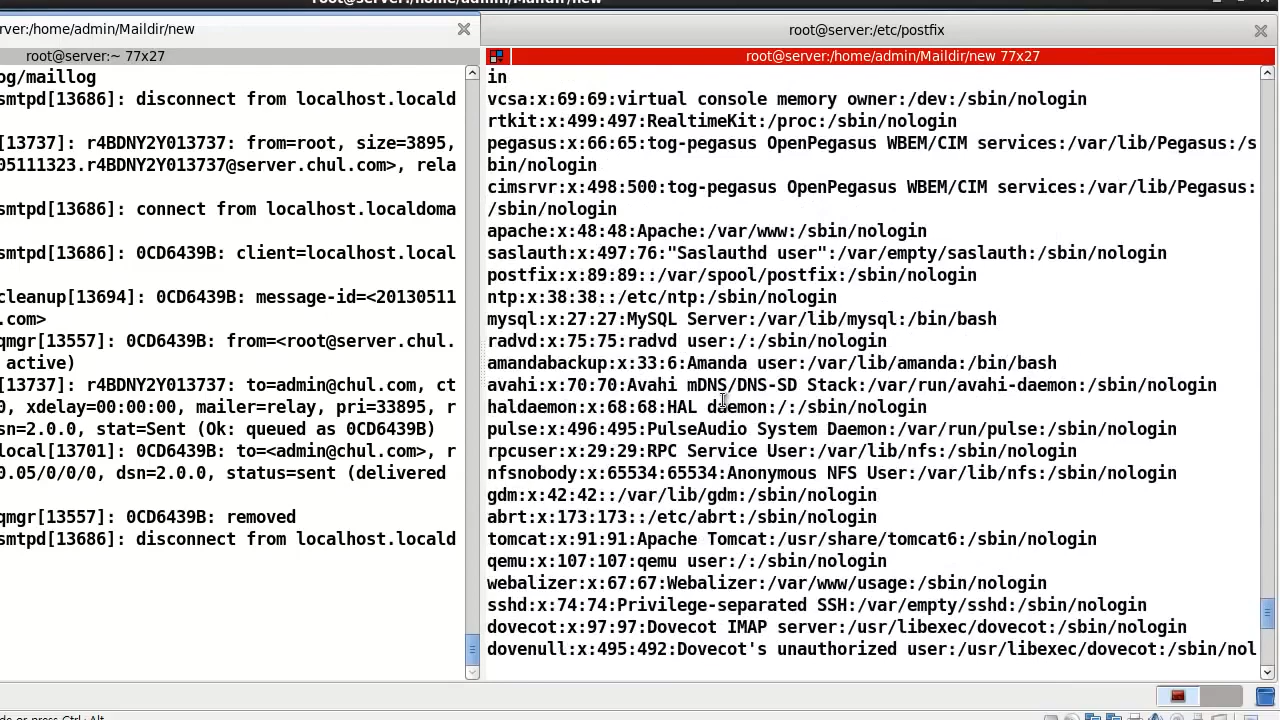 root@server:/home/admin/Maildir/new
rver:/home/admin/Maildir/new
root@server:/etc/postfix
root@server:~ 77x27
root@server:/home/admin/Maildir/new 77x27
og/maillog
smtpd[13686]: disconnect from localhost.locald
[13737]: r4BDNY2Y013737: from=root, size=3895,
05111323.r4BDNY2Y013737@server.chul.com>, rela
smtpd[13686]: connect from localhost.localdoma
smtpd[13686]: 0CD6439B: client=localhost.local
cleanup[13694]: 0CD6439B: message-id=<20130511
.com>
qmgr[13557]: 0CD6439B: from=<root@server.chul.
active)
[13737]: r4BDNY2Y013737: to=admin@chul.com, ct
0, xdelay=00:00:00, mailer=relay, pri=33895, r
sn=2.0.0, stat=Sent (Ok: queued as 0CD6439B)
local[13701]: 0CD6439B: to=<admin@chul.com>, r
0.05/0/0/0, dsn=2.0.0, status=sent (delivered
qmgr[13557]: 0CD6439B: removed
smtpd[13686]: disconnect from localhost.locald
in
vcsa:x:69:69:virtual console memory owner:/dev:/sbin/nologin
rtkit:x:499:497:RealtimeKit:/proc:/sbin/nologin
pegasus:x:66:65:tog-pegasus OpenPegasus WBEM/CIM services:/var/lib/Pegasus:/s
bin/nologin
cimsrvr:x:498:500:tog-pegasus OpenPegasus WBEM/CIM services:/var/lib/Pegasus:
/sbin/nologin
apache:x:48:48:Apache:/var/www:/sbin/nologin
saslauth:x:497:76:"Saslauthd user":/var/empty/saslauth:/sbin/nologin
postfix:x:89:89::/var/spool/postfix:/sbin/nologin
ntp:x:38:38::/etc/ntp:/sbin/nologin
mysql:x:27:27:MySQL Server:/var/lib/mysql:/bin/bash
radvd:x:75:75:radvd user:/:/sbin/nologin
amandabackup:x:33:6:Amanda user:/var/lib/amanda:/bin/bash
avahi:x:70:70:Avahi mDNS/DNS-SD Stack:/var/run/avahi-daemon:/sbin/nologin
haldaemon:x:68:68:HAL daemon:/:/sbin/nologin
pulse:x:496:495:PulseAudio System Daemon:/var/run/pulse:/sbin/nologin
rpcuser:x:29:29:RPC Service User:/var/lib/nfs:/sbin/nologin
nfsnobody:x:65534:65534:Anonymous NFS User:/var/lib/nfs:/sbin/nologin
gdm:x:42:42::/var/lib/gdm:/sbin/nologin
abrt:x:173:173::/etc/abrt:/sbin/nologin
tomcat:x:91:91:Apache Tomcat:/usr/share/tomcat6:/sbin/nologin
qemu:x:107:107:qemu user:/:/sbin/nologin
webalizer:x:67:67:Webalizer:/var/www/usage:/sbin/nologin
sshd:x:74:74:Privilege-separated SSH:/var/empty/sshd:/sbin/nologin
dovecot:x:97:97:Dovecot IMAP server:/usr/libexec/dovecot:/sbin/nologin
dovenull:x:495:492:Dovecot's unauthorized user:/usr/libexec/dovecot:/sbin/nol
or press Ctrl+Alt.